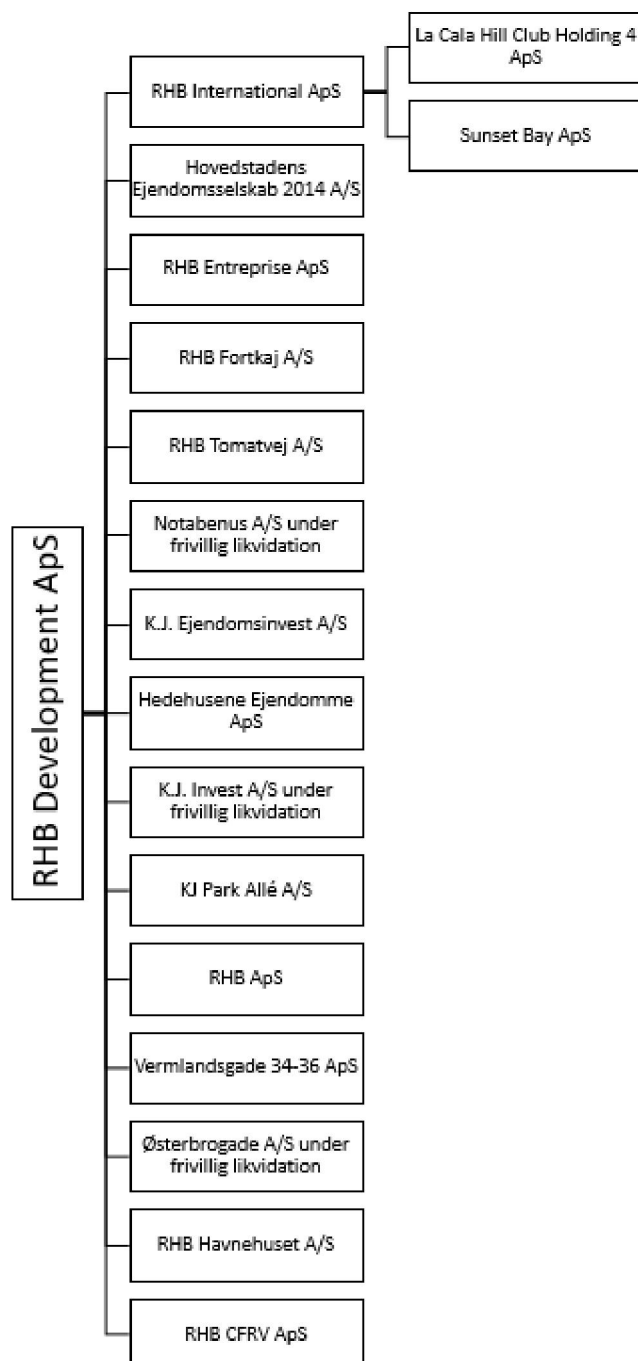 La Cala Hill Club Holding 4
ApS
RHB International ApS
Sunset Bay ApS
Hovedstadens
Ejendomsselskab 2014 A/S
RHB Entreprise ApS
RHB Fortkaj A/S
RHB Tomatvej A/S
Notabenus A/S under
frivillig likvidation
RHB Development ApS
K.J. Ejendomsinvest A/S
Hedehusene Ejendomme
ApS
K.J. Invest A/S under
frivillig likvidation
KJ Park Allé A/S
RHB ApS
Vermlandsgade 34-36 ApS
Østerbrogade A/S under
frivillig likvidation
RHB Havnehuset A/S
RHB CFRV ApS